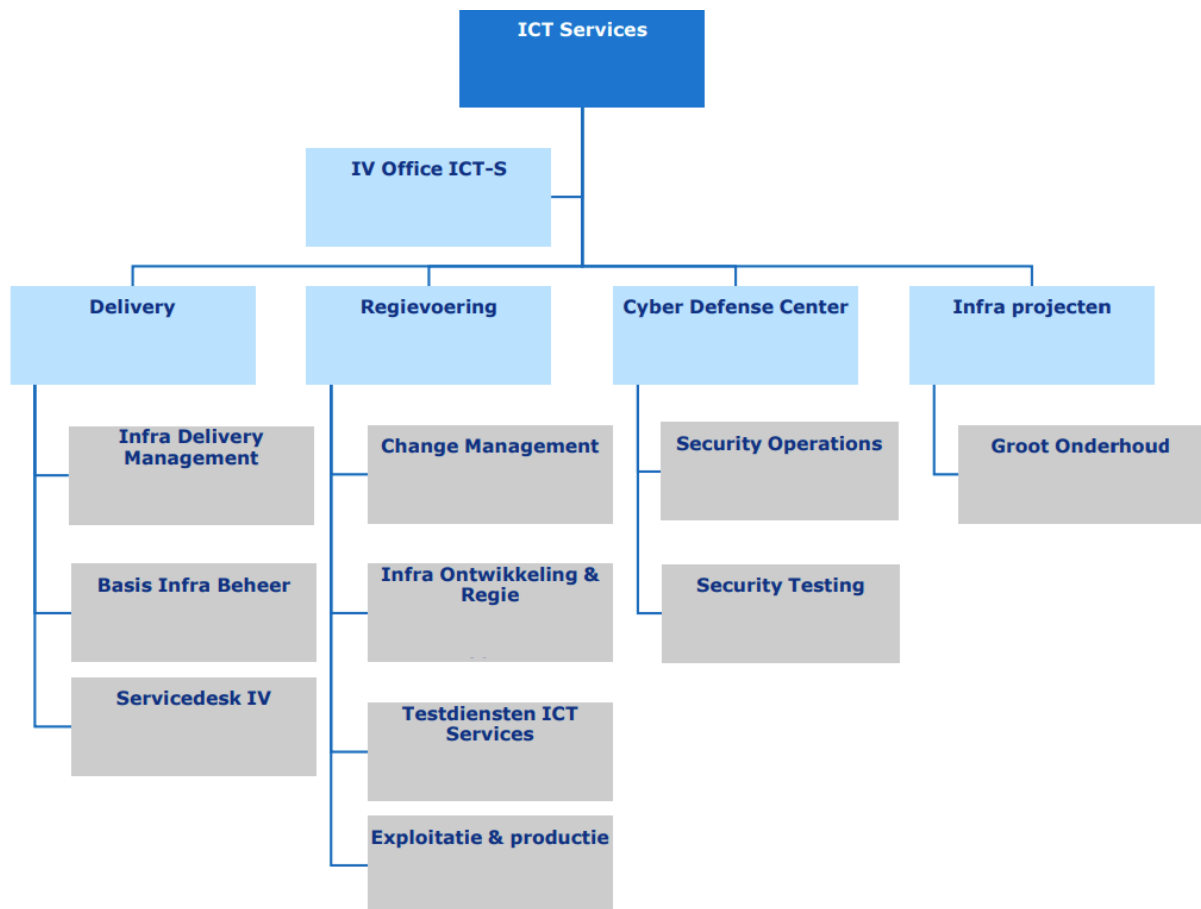 ICT Services
IV Office ICT-S
Delivery
Regievoering
Cyber Defense Center
Infra projecten
Infra Delivery
Management
Change Management
Security Operations
Groot Onderhoud
Basis Infra Beheer
Infra Ontwikkeling &
Regie
Security Testing
Servicedesk IV
Testdiensten ICT
Services
Exploitatie & productie